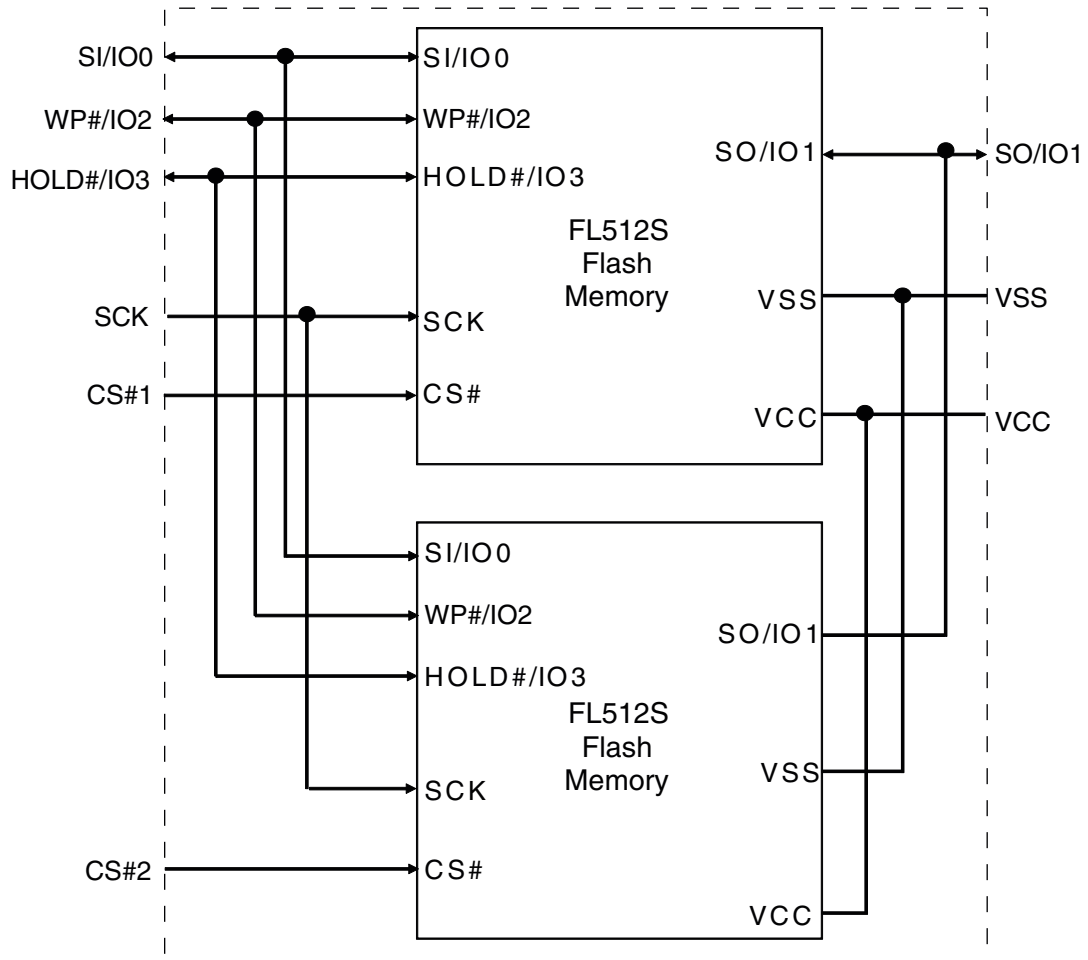 SI/IO0
WP#/IO2
HOLD#/IO3
SCK
CS#1
SI/IO0
WP#/IO2
HOLD#/IO3
SCK
CS#
FL512S
Flash
Memory
SO/IO1
VSS
VCC
SO/IO1
VSS
VCC
CS#2
SI/IO0
WP#/IO2
HOLD#/IO3
SCK
CS#
FL512S
Flash
Memory
SO/IO1
VSS
VCC